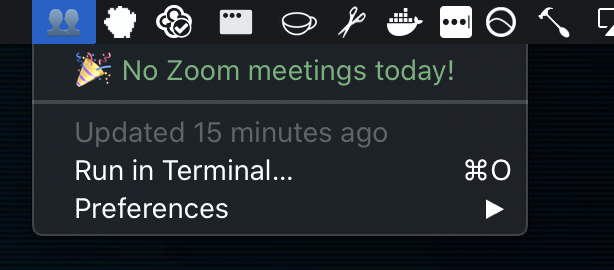 🎉 No Zoom meetings today!
Updated 15 minutes ago
Run in Terminal... ⌘O
Preferences ▶